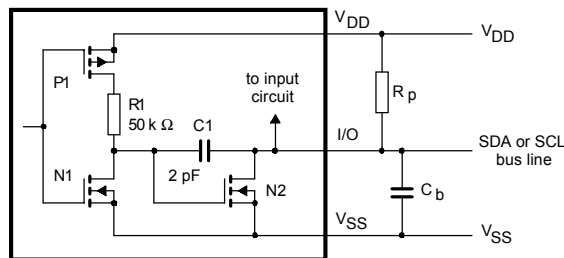 VDD
VDD
P1
R1
50 k Ω
to input
circuit
Rp
C1
I/O
SDA or SCL
bus line
N1
2 pF
N2
Cb
VSS
VSS